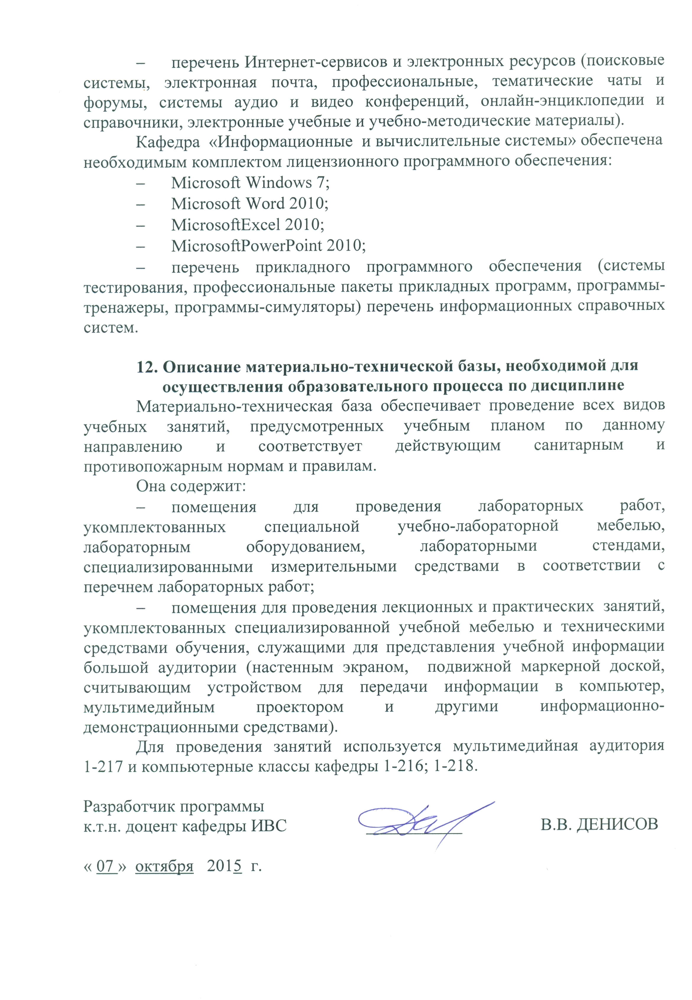 – перечень Интернет-сервисов и электронных ресурсов (поисковые
системы, электронная почта, профессиональные, тематические чаты и
форумы, системы аудио и видео конференций, онлайн-энциклопедии и
справочники, электронные учебные и учебно-методические материалы).
Кафедра «Информационные и вычислительные системы» обеспечена
необходимым комплектом лицензионного программного обеспечения:
– Microsoft Windows 7;
– Microsoft Word 2010;
– MicrosoftExcel 2010;
– MicrosoftPowerPoint 2010;
– перечень прикладного программного обеспечения (системы
тестирования, профессиональные пакеты прикладных программ, программы-
тренажеры, программы-симуляторы) перечень информационных справочных
систем.
12. Описание материально-технической базы, необходимой для
осуществления образовательного процесса по дисциплине
Материально-техническая база обеспечивает проведение всех видов
учебных занятий, предусмотренных учебным планом по данному
направлению и соответствует действующим санитарным и
противопожарным нормам и правилам.
Она содержит:
– помещения для проведения лабораторных работ,
укомплектованных специальной учебно-лабораторной мебелью,
лабораторным оборудованием, лабораторными стендами,
специализированными измерительными средствами в соответствии с
перечнем лабораторных работ;
– помещения для проведения лекционных и практических занятий,
укомплектованных специализированной учебной мебелью и техническими
средствами обучения, служащими для представления учебной информации
большой аудитории (настенным экраном, подвижной маркерной доской,
считывающим устройством для передачи информации в компьютер,
мультимедийным проектором и другими информационно-
демонстрационными средствами).
Для проведения занятий используется мультимедийная аудитория
1-217 и компьютерные классы кафедры 1-216; 1-218.
Разработчик программы
к.т.н. доцент кафедры ИВС В.В. ДЕНИСОВ
« 07 » октября 2015 г.